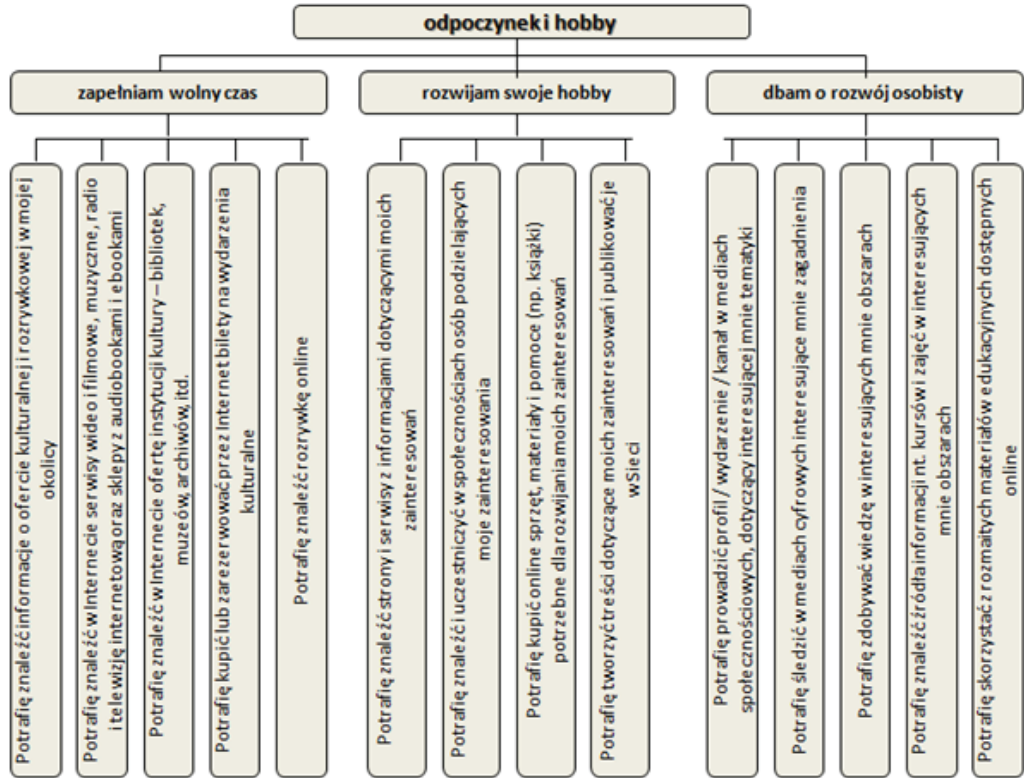 odpoczynek i hobby
zapełniam wolny czas
rozwijam swoje hobby
dbam o rozwój osobisty
Potrafię znaleźć informacje o ofercie kulturalnej i rozrywkowej w mojej
okolicy
Potrafię znaleźć w Internecie serwisy wideo i filmowe, muzyczne, radio
i telewizję internetową oraz sklepy z audiobookami i ebookami
Potrafię znaleźć w Internecie ofertę instytucji kultury – bibliotek,
muzeów, archiwów, itd.
Potrafię kupić lub zarezerwować przez Internet bilety na wydarzenia
kulturalne
Potrafię znaleźć rozrywkę online
Potrafię znaleźć strony i serwisy z informacjami dotyczącymi moich
zainteresowań
Potrafię znaleźć i uczestniczyć w społecznościach osób podzielających
moje zainteresowania
Potrafię kupić online sprzęt, materiały i pomoce (np. książki)
potrzebne dla rozwijania moich zainteresowań
Potrafię tworzyć treści dotyczące moich zainteresowań i publikować je
w Sieci
Potrafię prowadzić profil / wydarzenie / kanał w mediach
społecznościowych, dotyczący interesującej mnie tematyki
Potrafię śledzić w mediach cyfrowych interesujące mnie zagadnienia
Potrafię zdobywać wiedzę w interesujących mnie obszarach
Potrafię znaleźć źródła informacji nt. kursów i zajęć w interesujących
mnie obszarach
Potrafię skorzystać z rozmaitych materiałów edukacyjnych dostępnych
online